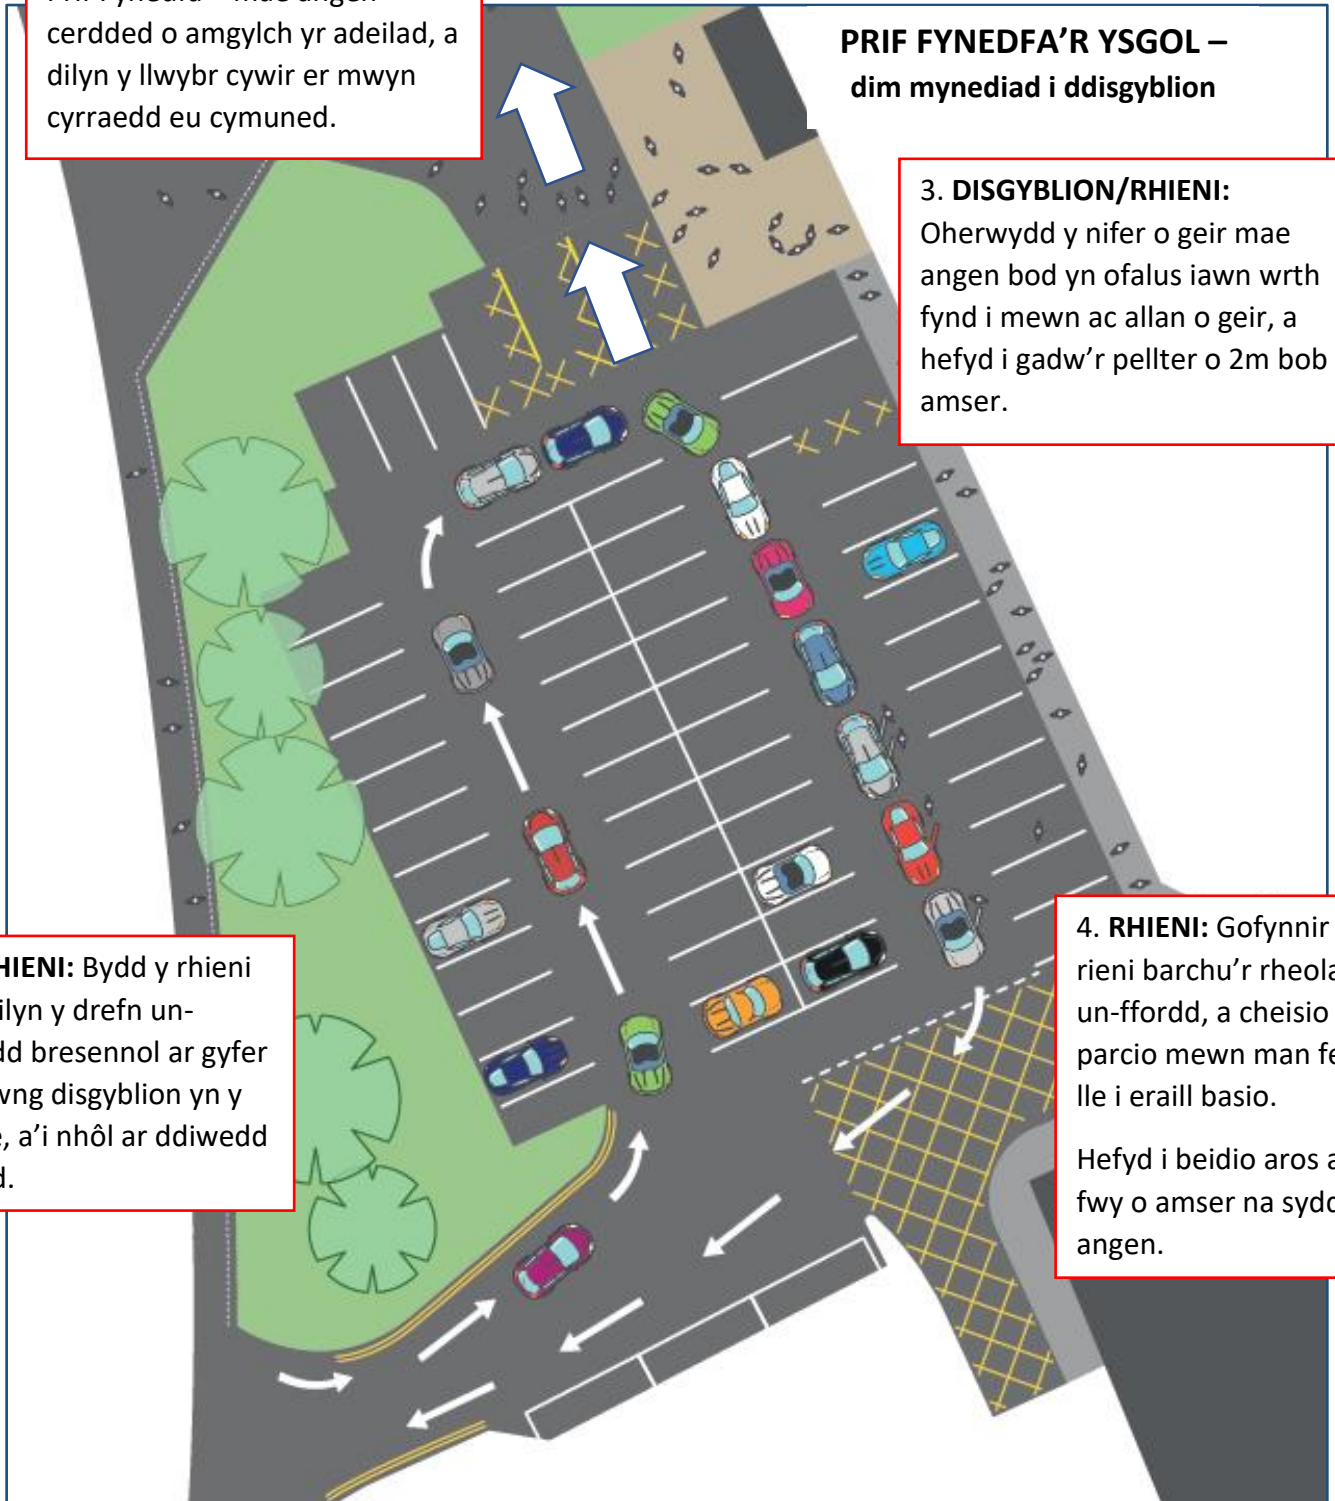 cerdded o amgylch yr adeilad, a
dilyn y llwybr cywir er mwyn
cyrraedd eu cymuned.
PRIF FYNEDFA'R YSGOL –
dim mynediad i ddisgyblion
3. DISGYBLION/RHIENI:
Oherwydd y nifer o geir mae
angen bod yn ofalus iawn wrth
fynd i mewn ac allan o geir, a
hefyd i gadw'r pellter o 2m bob
amser.
HIENI: Bydd y rhieni
ilyn y drefn un-
dd bresennol ar gyfer
wng disgyblion yn y
e, a'i nhôl ar ddiwedd
d.
4. RHIENI: Gofynnir
rieni barchu'r rheola
un-ffordd, a cheisio
parcio mewn man fe
lle i eraill basio.
Hefyd i beidio aros a
fwy o amser na sydd
angen.